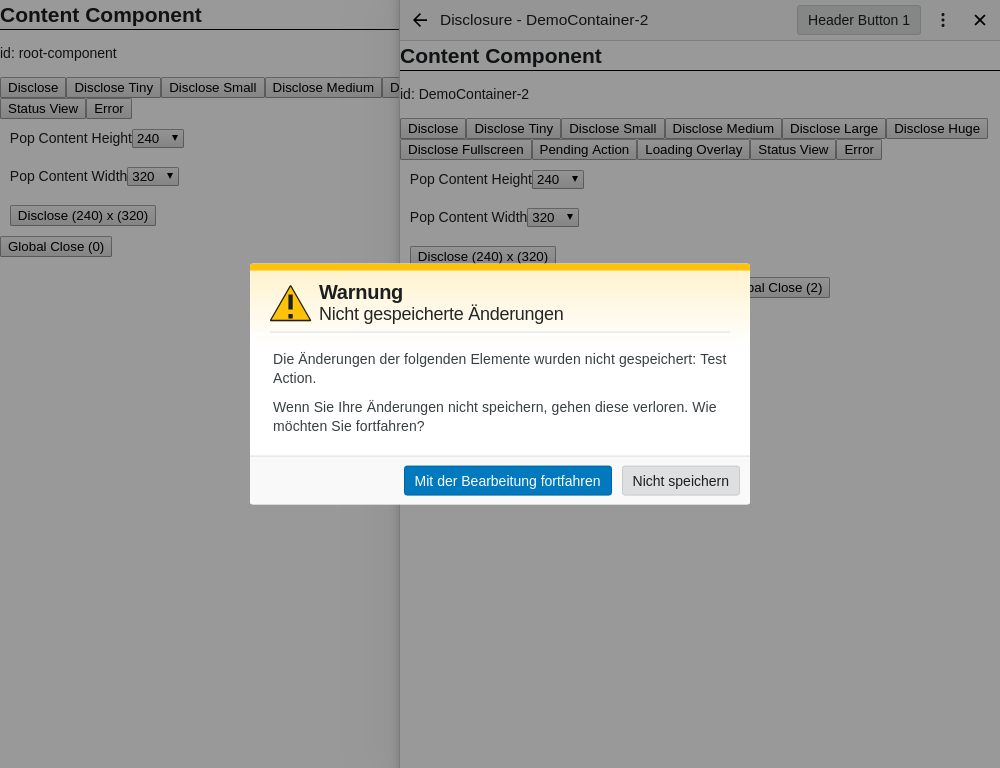 Content Component
id: root-component
Disclose Disclose Tiny Disclose Small Disclose Medium D
Status View Error
Pop Content Height 240
Pop Content Width 320
Disclose (240) x (320)
Global Close (0)
Disclosure - DemoContainer-2 Header Button 1
Content Component
id: DemoContainer-2
Disclose Disclose Tiny Disclose Small Disclose Medium Disclose Large Disclose Huge
Disclose Fullscreen Pending Action Loading Overlay Status View Error
Pop Content Height 240
Pop Content Width 320
Disclose (240) x (320)
bal Close (2)
Warnung
Nicht gespeicherte Änderungen
Die Änderungen der folgenden Elemente wurden nicht gespeichert: Test
Action.
Wenn Sie Ihre Änderungen nicht speichern, gehen diese verloren. Wie
möchten Sie fortfahren?
Mit der Bearbeitung fortfahren Nicht speichern